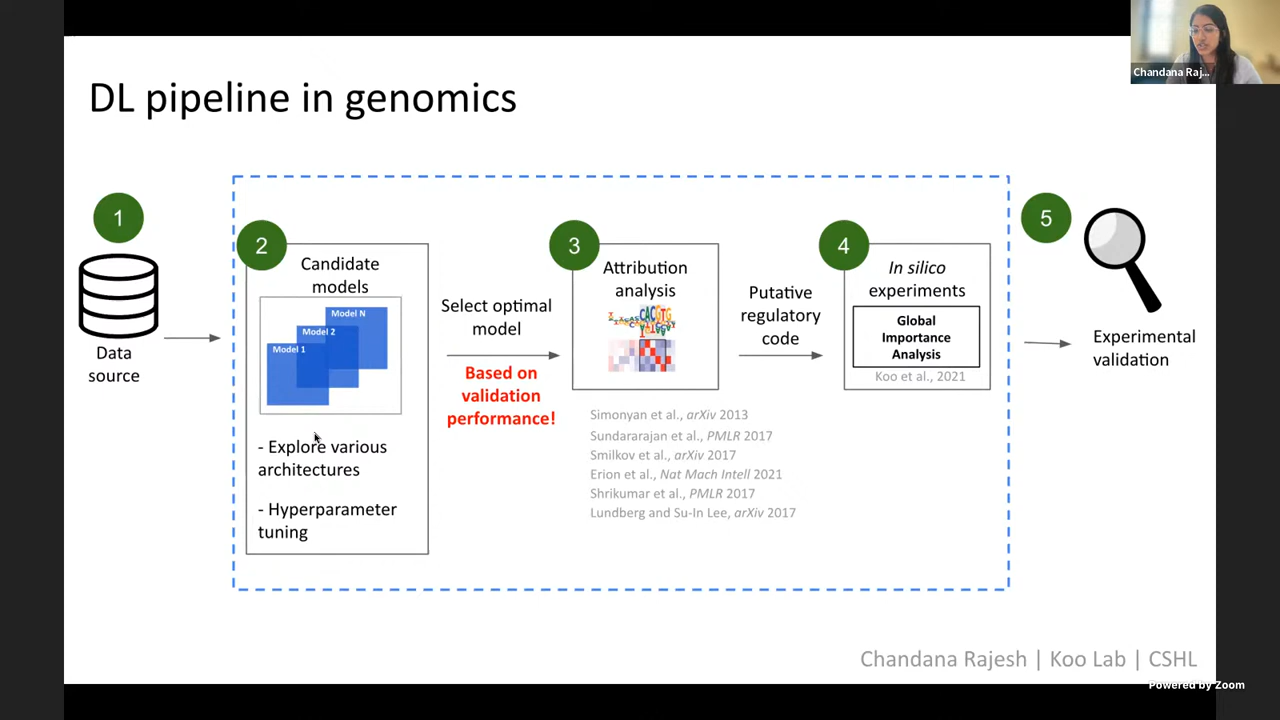 Chandana Raj...
DL pipeline in genomics
1
Data
source
2
Candidate
models
Model N
Model 2
Model 1
- Explore various
architectures
- Hyperparameter
tuning
Select optimal
model
Based on
validation
performance!
3
Attribution
analysis
Simonyan et al., arXiv 2013
Sundararajan et al., PMLR 2017
Smilkov et al., arXiv 2017
Erion et al., Nat Mach Intell 2021
Shrikumar et al., PMLR 2017
Lundberg and Su-In Lee, arXiv 2017
Putative
regulatory
code
4
In silico
experiments
Global
Importance
Analysis
Koo et al., 2021
5
Experimental
validation
Chandana Rajesh | Koo Lab | CSHL
Powered by Zoom